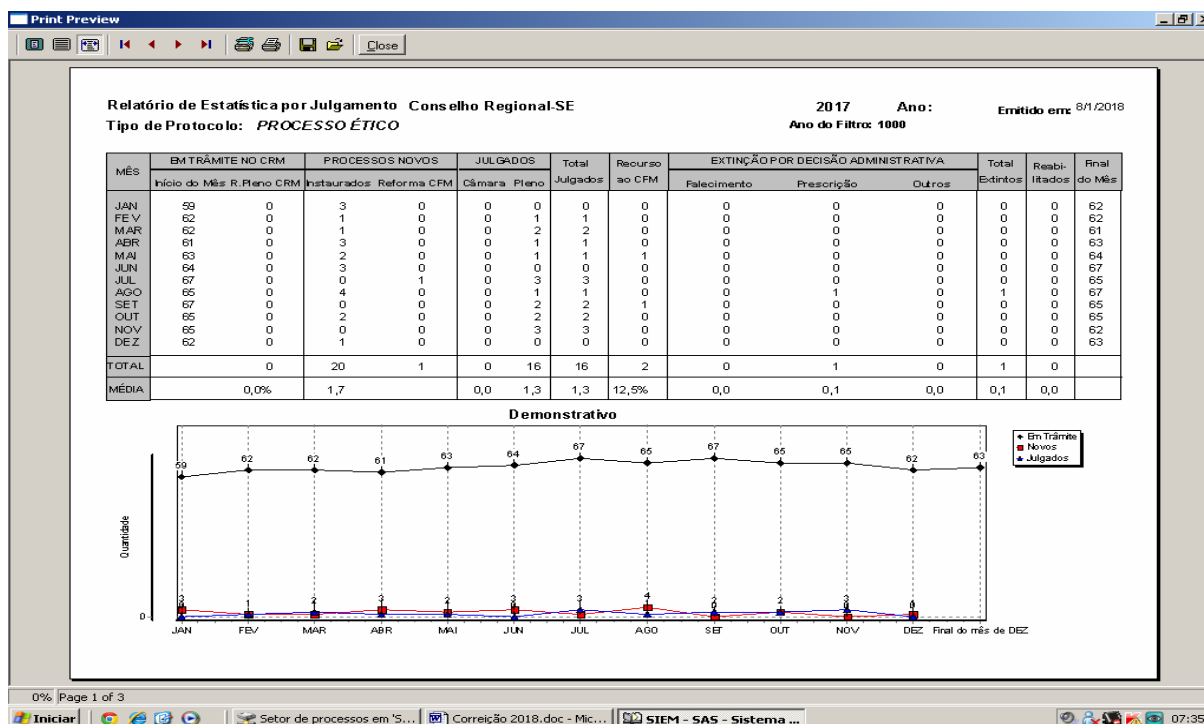 Print Preview
Close
Relatório de Estatística por Julgamento Conselho Regional-SE 2017 Ano: Emitido em: 8/1/2018
Tipo de Protocolo: PROCESSO ÉTICO Ano do Filtro: 1000
MÊS EM TRÂMITE NO CRM PROCESSOS NOVOS JULGADOS Total Julgados Recurso ao CFM EXTINÇÃO POR DECISÃO ADMINISTRATIVA Total Extintos Reabi-litados Final do Mês
Início do Mês R.Pleno CRM Instaurados Reforma CFM Câmara Pleno Falecimento Prescrição Outros
JAN 59 0 3 0 0 0 0 0 0 0 0 0 0 62
FEV 62 0 1 0 0 1 1 0 0 0 0 0 0 62
MAR 62 0 1 0 0 2 2 0 0 0 0 0 0 61
ABR 61 0 3 0 0 1 1 0 0 0 0 0 0 63
MAI 63 0 2 0 0 1 1 1 0 0 0 0 0 64
JUN 64 0 3 0 0 0 0 0 0 0 0 0 0 67
JUL 67 0 0 1 0 3 3 0 0 0 0 0 0 65
AGO 65 0 4 0 0 1 1 0 0 1 0 1 0 67
SET 67 0 0 0 0 2 2 1 0 0 0 0 0 65
OUT 65 0 2 0 0 2 2 0 0 0 0 0 0 65
NOV 65 0 0 0 0 3 3 0 0 0 0 0 0 62
DEZ 62 0 1 0 0 0 0 0 0 0 0 0 0 63
TOTAL 0 20 1 0 16 16 2 0 1 0 1 0
MÉDIA 0,0% 1,7 0,0 1,3 1,3 12,5% 0,0 0,1 0,0 0,1 0,0
Demonstrativo
59 62 62 61 63 64 67 65 67 65 65 62 63
Em Trâmite
Novos
Julgados
Quantidade
0
JAN FEV MAR ABR MAI JUN JUL AGO SET OUT NOV DEZ Final do mês de DEZ
0% Page 1 of 3
Iniciar Setor de processos em 'S... Correição 2018.doc - Mic... SIEM - SAS - Sistema ...